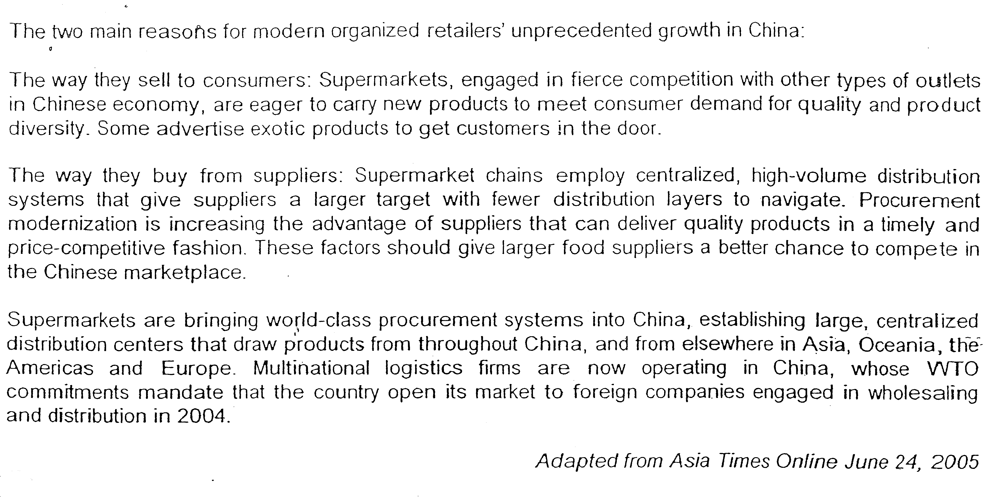 The two main reasons for modern organized retailers' unprecedented growth in China:
The way they sell to consumers: Supermarkets, engaged in fierce competition with other types of outlets
in Chinese economy, are eager to carry new products to meet consumer demand for quality and product
diversity. Some advertise exotic products to get customers in the door.
The way they buy from suppliers: Supermarket chains employ centralized, high-volume distribution
systems that give suppliers a larger target with fewer distribution layers to navigate. Procurement
modernization is increasing the advantage of suppliers that can deliver quality products in a timely and
price-competitive fashion. These factors should give larger food suppliers a better chance to compete in
the Chinese marketplace.
Supermarkets are bringing world-class procurement systems into China, establishing large, centralized
distribution centers that draw products from throughout China, and from elsewhere in Asia, Oceania, the
Americas and Europe. Multinational logistics firms are now operating in China, whose WTO
commitments mandate that the country open its market to foreign companies engaged in wholesaling
and distribution in 2004.
Adapted from Asia Times Online June 24, 2005